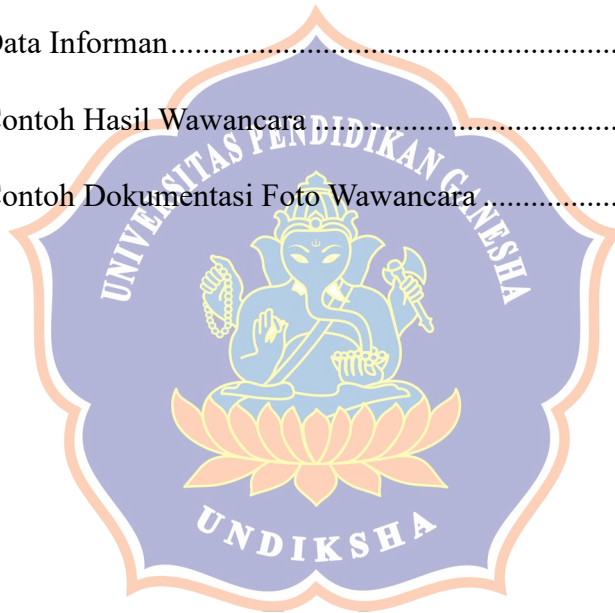 Data Informan
Contoh Hasil Wawancara
Contoh Dokumentasi Foto Wawancara
UNIVERSITAS PENDIDIKAN GANESHA
UNDIKSHA